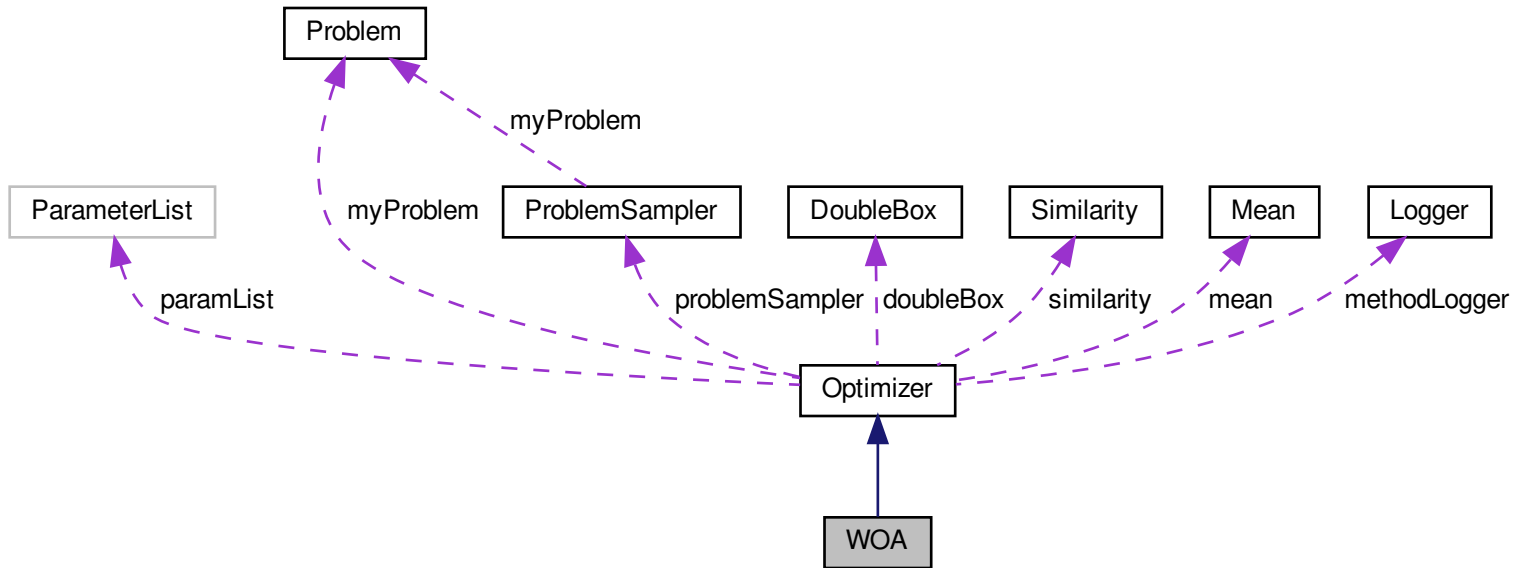 Problem
myProblem
ParameterList
myProblem
ProblemSampler
DoubleBox
Similarity
Mean
Logger
paramList
problemSampler
doubleBox
similarity
mean
methodLogger
Optimizer
WOA